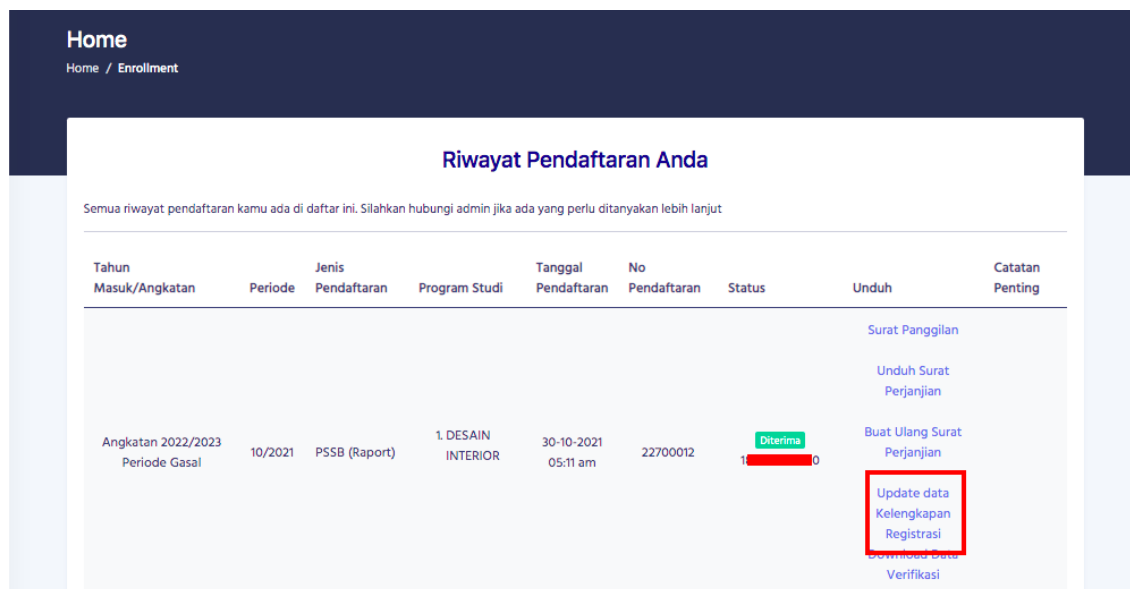 Home
Home / Enrollment
Riwayat Pendaftaran Anda
Semua riwayat pendaftaran kamu ada di daftar ini. Silahkan hubungi admin jika ada yang perlu ditanyakan lebih lanjut
Tahun
Masuk/Angkatan
Periode
Jenis
Pendaftaran
Program Studi
Tanggal
Pendaftaran
No
Pendaftaran
Status
Unduh
Catatan
Penting
Angkatan 2022/2023
Periode Gasal
10/2021
PSSB (Raport)
1. DESAIN
INTERIOR
30-10-2021
05:11 am
22700012
Diterima
Surat Panggilan
Unduh Surat
Perjanjian
Buat Ulang Surat
Perjanjian
Update data
Kelengkapan
Registrasi
Download Data
Verifikasi